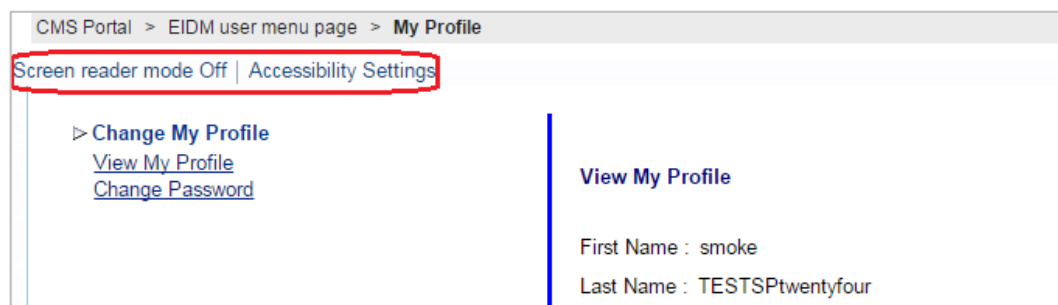 CMS Portal > EIDM user menu page > My Profile
Screen reader mode Off | Accessibility Settings
Change My Profile
View My Profile
Change Password
View My Profile
First Name : smoke
Last Name : TESTSPtwentyfour